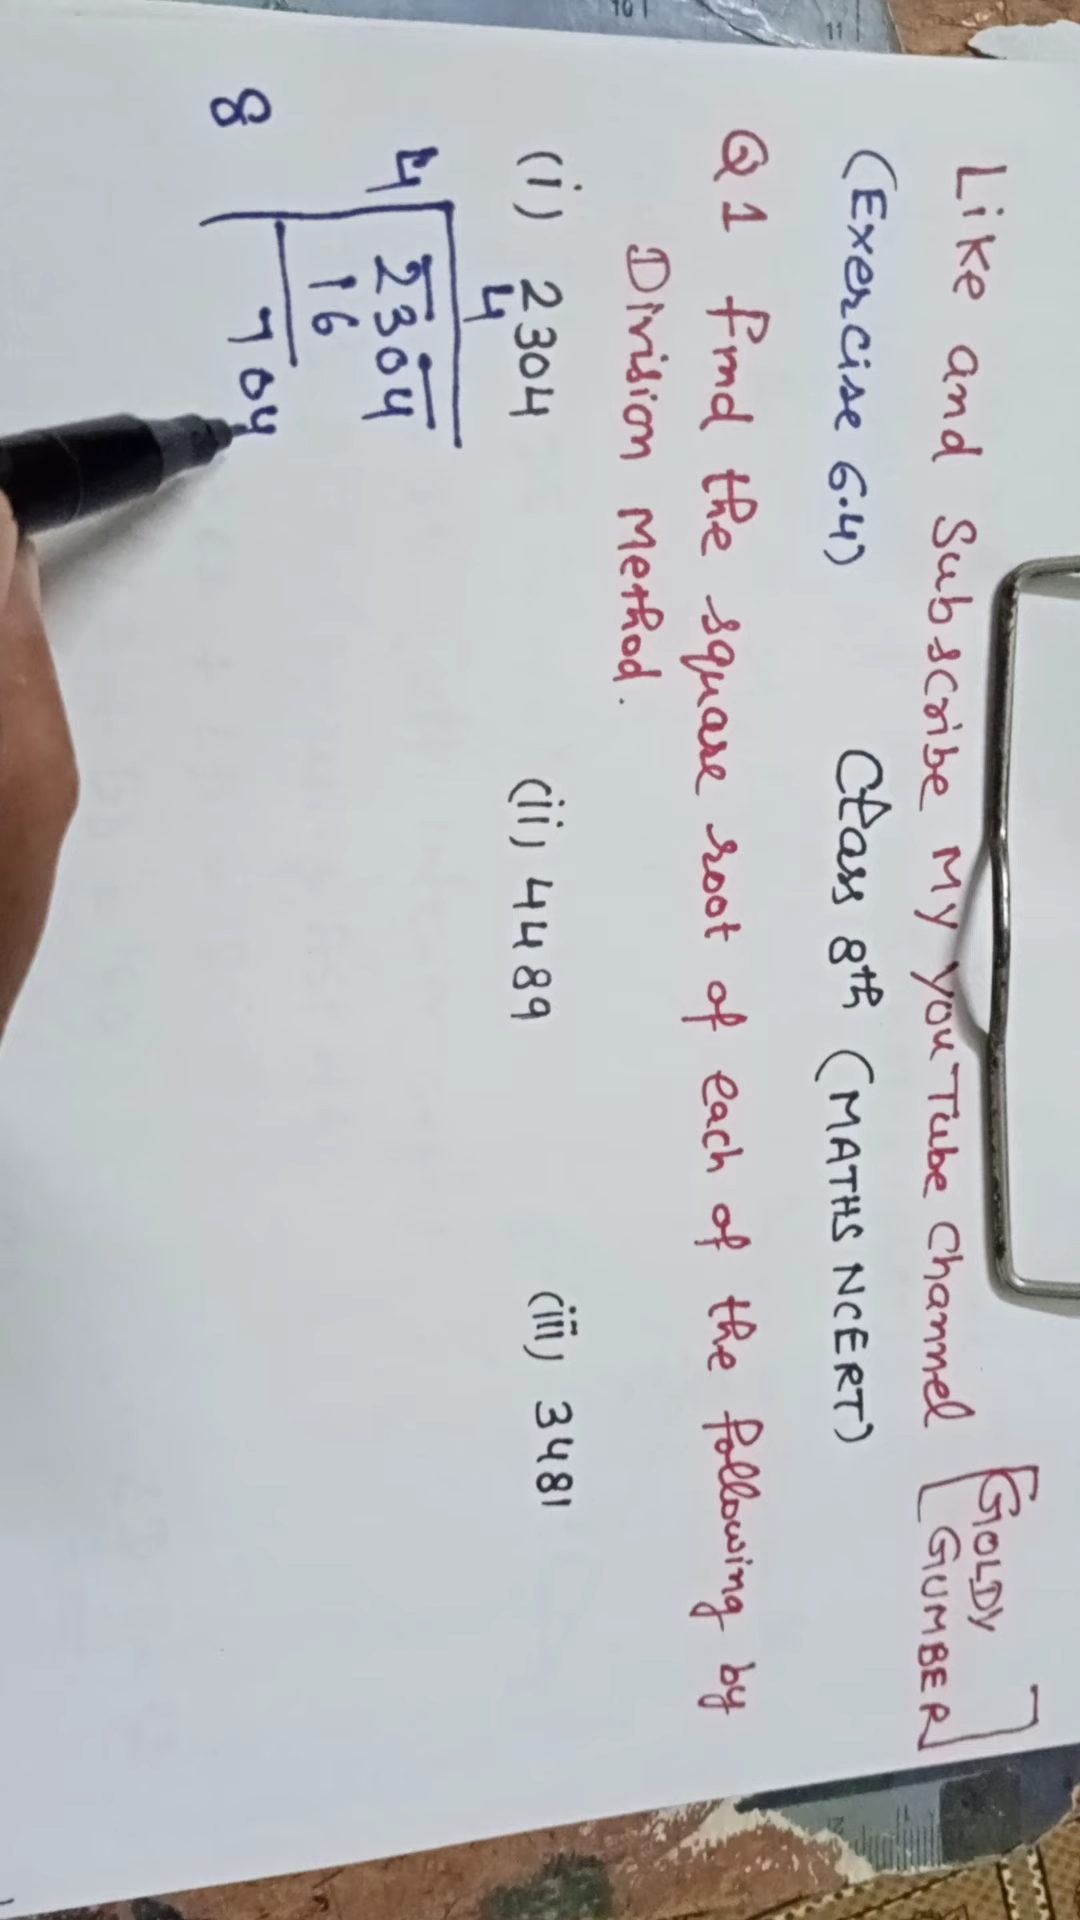 Like and Subscribe My YouTube Channel [GOLDY GUMBER]
(Exercise 6.4) Class 8th (MATHS NCERT)
Q1 find the square root of each of the following by
Division Method.
(i) 2304 (ii) 4489 (iii) 3481
4
4 2304
16
8 704
10
11